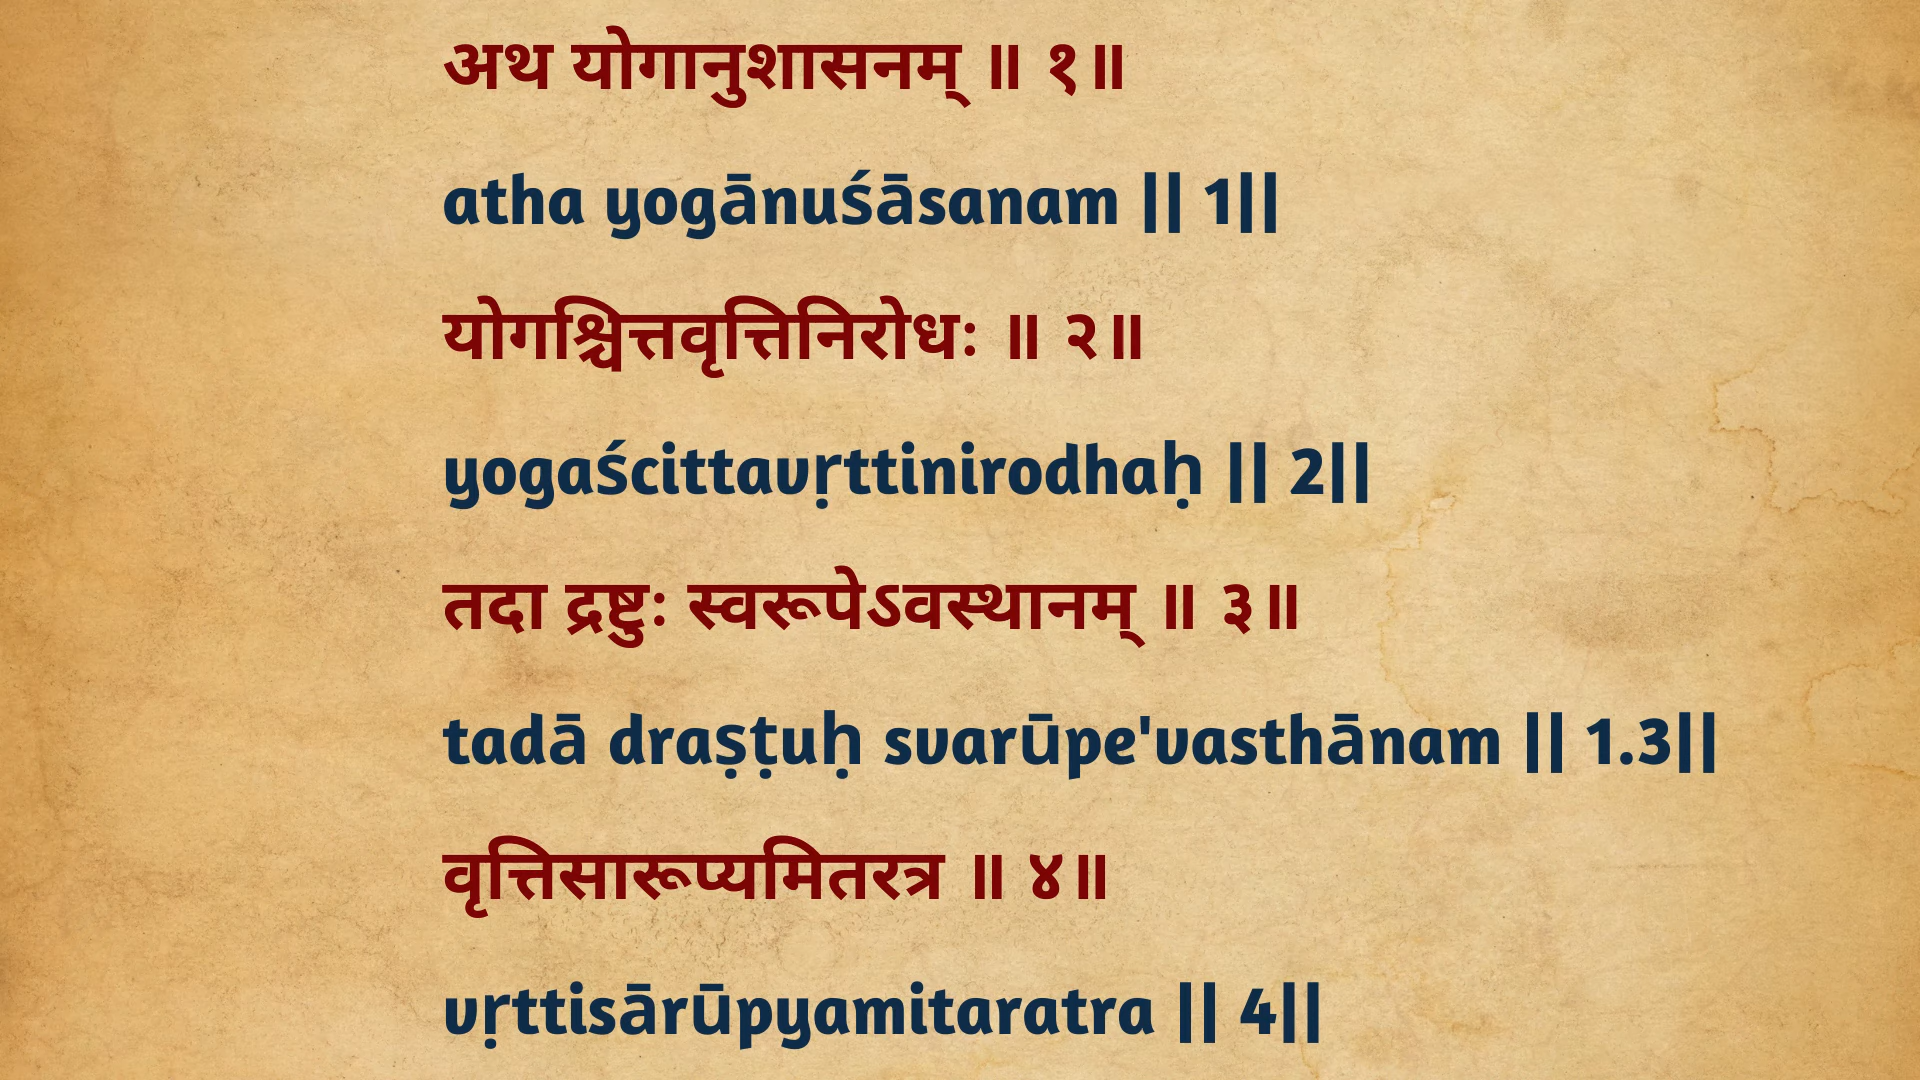 अथ योगानुशासनम् ॥ १॥
atha yogānuśāsanam || 1||
योगश्चित्तवृत्तिनिरोधः ॥ २॥
yogaścittavṛttinirodhaḥ || 2||
तदा द्रष्टुः स्वरूपेऽवस्थानम् ॥ ३॥
tadā draṣṭuḥ svarūpe'vasthānam || 1.3||
वृत्तिसारूप्यमितरत्र ॥ ४॥
vṛttisārūpyamitaratra || 4||